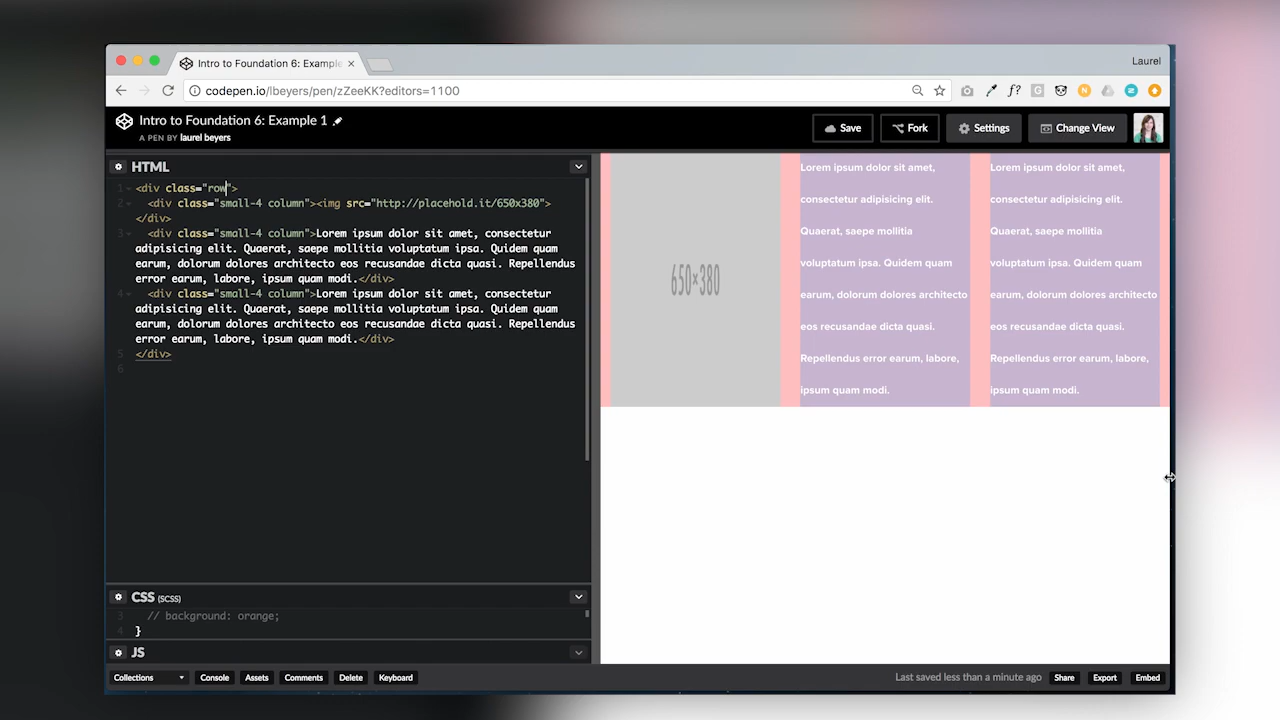 Intro to Foundation 6: Example
Laurel
codepen.io/lbeyers/pen/zZeeKK?editors=1100
Intro to Foundation 6: Example 1
A PEN BY laurel beyers
Save
Fork
Settings
Change View
HTML
1 <div class="row">
2 <div class="small-4 column"><img src="http://placehold.it/650x380">
</div>
3 <div class="small-4 column">Lorem ipsum dolor sit amet, consectetur
adipisicing elit. Quaerat, saepe mollitia voluptatum ipsa. Quidem quam
earum, dolorum dolores architecto eos recusandae dicta quasi. Repellendus
error earum, labore, ipsum quam modi.</div>
4 <div class="small-4 column">Lorem ipsum dolor sit amet, consectetur
adipisicing elit. Quaerat, saepe mollitia voluptatum ipsa. Quidem quam
earum, dolorum dolores architecto eos recusandae dicta quasi. Repellendus
error earum, labore, ipsum quam modi.</div>
5 </div>
6
650×380
Lorem ipsum dolor sit amet,
consectetur adipisicing elit.
Quaerat, saepe mollitia
voluptatum ipsa. Quidem quam
earum, dolorum dolores architecto
eos recusandae dicta quasi.
Repellendus error earum, labore,
ipsum quam modi.
Lorem ipsum dolor sit amet,
consectetur adipisicing elit.
Quaerat, saepe mollitia
voluptatum ipsa. Quidem quam
earum, dolorum dolores architecto
eos recusandae dicta quasi.
Repellendus error earum, labore,
ipsum quam modi.
CSS (SCSS)
3 // background: orange;
4 }
JS
Collections
Console
Assets
Comments
Delete
Keyboard
Last saved less than a minute ago
Share
Export
Embed